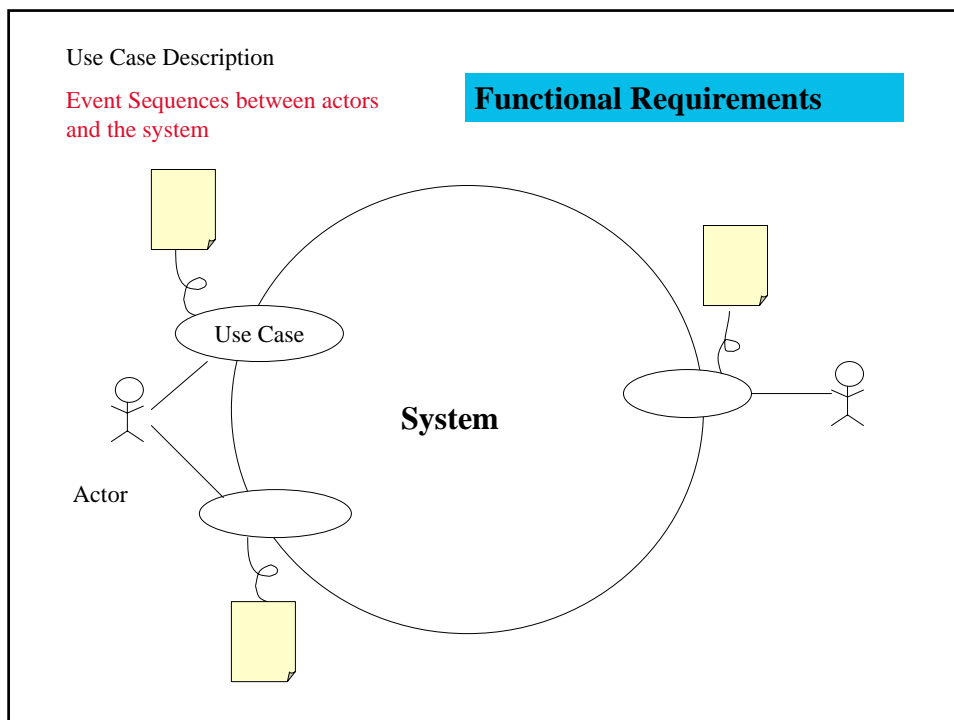 Use Case Description
Event Sequences between actors
and the system
Functional Requirements
Use Case
System
Actor